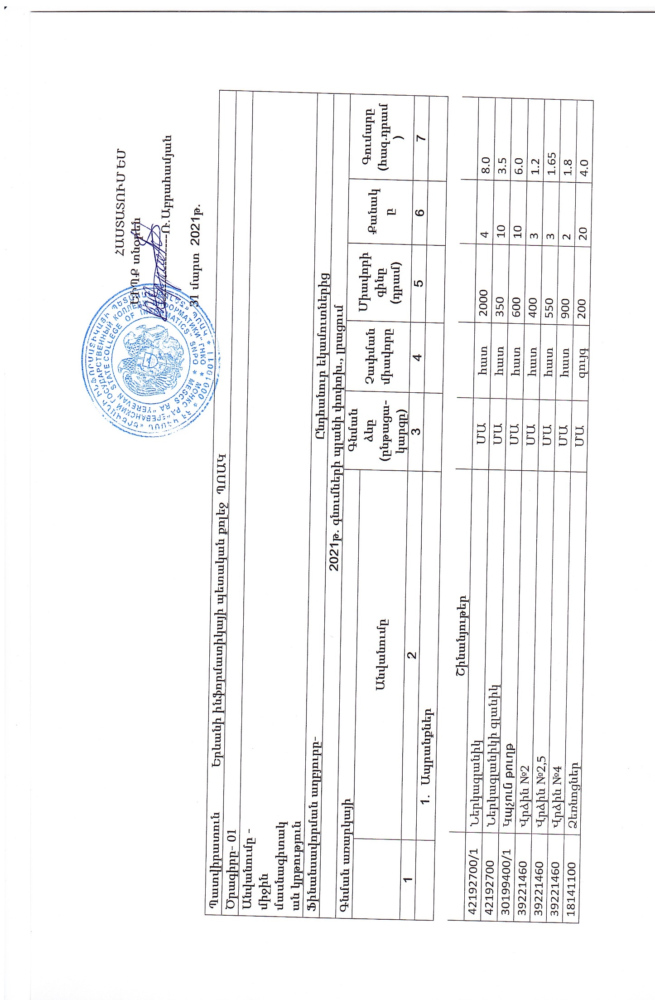 ՀԱՍՏԱՏՈՒՄ ԵՄ
ԵԻՊՔ տնօրեն
Ռ.Աբրահամյան
31 մարտ 2021թ.
«ԵՐԵՎԱՆԻ ԻՆՖՈՐՄԱՏԻԿԱՅԻ ՊԵՏԱԿԱՆ ՔՈԼԵՋ» ՊՈԱԿ * 00010011 * ՀՀ ԿԳՄՍՆ
МОНКС РА "ЕРЕВАНСКИЙ ГОСУДАРСТВЕННЫЙ КОЛЛЕДЖ ИНФОРМАТИКИ" ГНКО *
MESCS RA "YEREVAN STATE COLLEGE OF INFORMATICS" SNPO *
Պատվիրատուն Երևանի ինֆորմատիկայի պետական քոլեջ ՊՈԱԿ
Ծրագիրը- 01
Անվանումը -
միջին
մասնագիտակ
ան կրթություն
Ֆինանսավորման աղբյուրը-
Ընդհանուր եկամուտներից
2021թ. գնումների պլանի փոփոխ., լրացում
Գնման առարկայի
Անվանումը
Գնման
ձևը
(ընթացա-
կարգը)
Չափման
միավորը
Միավորի
գինը
(դրամ)
Քանակ
ը
Գումարը
(հազ.դրամ
)
1 2 3 4 5 6 7
1. Ապրանքներ
Շինանյութեր
42192700/1 Ներկագլանիկ ՄԱ հատ 2000 4 8.0
42192700 Ներկագլանիկի գլանիկ ՄԱ հատ 350 10 3.5
30199400/1 Կպչուն թուղթ ՄԱ հատ 600 10 6.0
39221460 Վրձին №2 ՄԱ հատ 400 3 1.2
39221460 Վրձին №2,5 ՄԱ հատ 550 3 1.65
39221460 Վրձին №4 ՄԱ հատ 900 2 1.8
18141100 Ձեռնոցներ ՄԱ զույգ 200 20 4.0